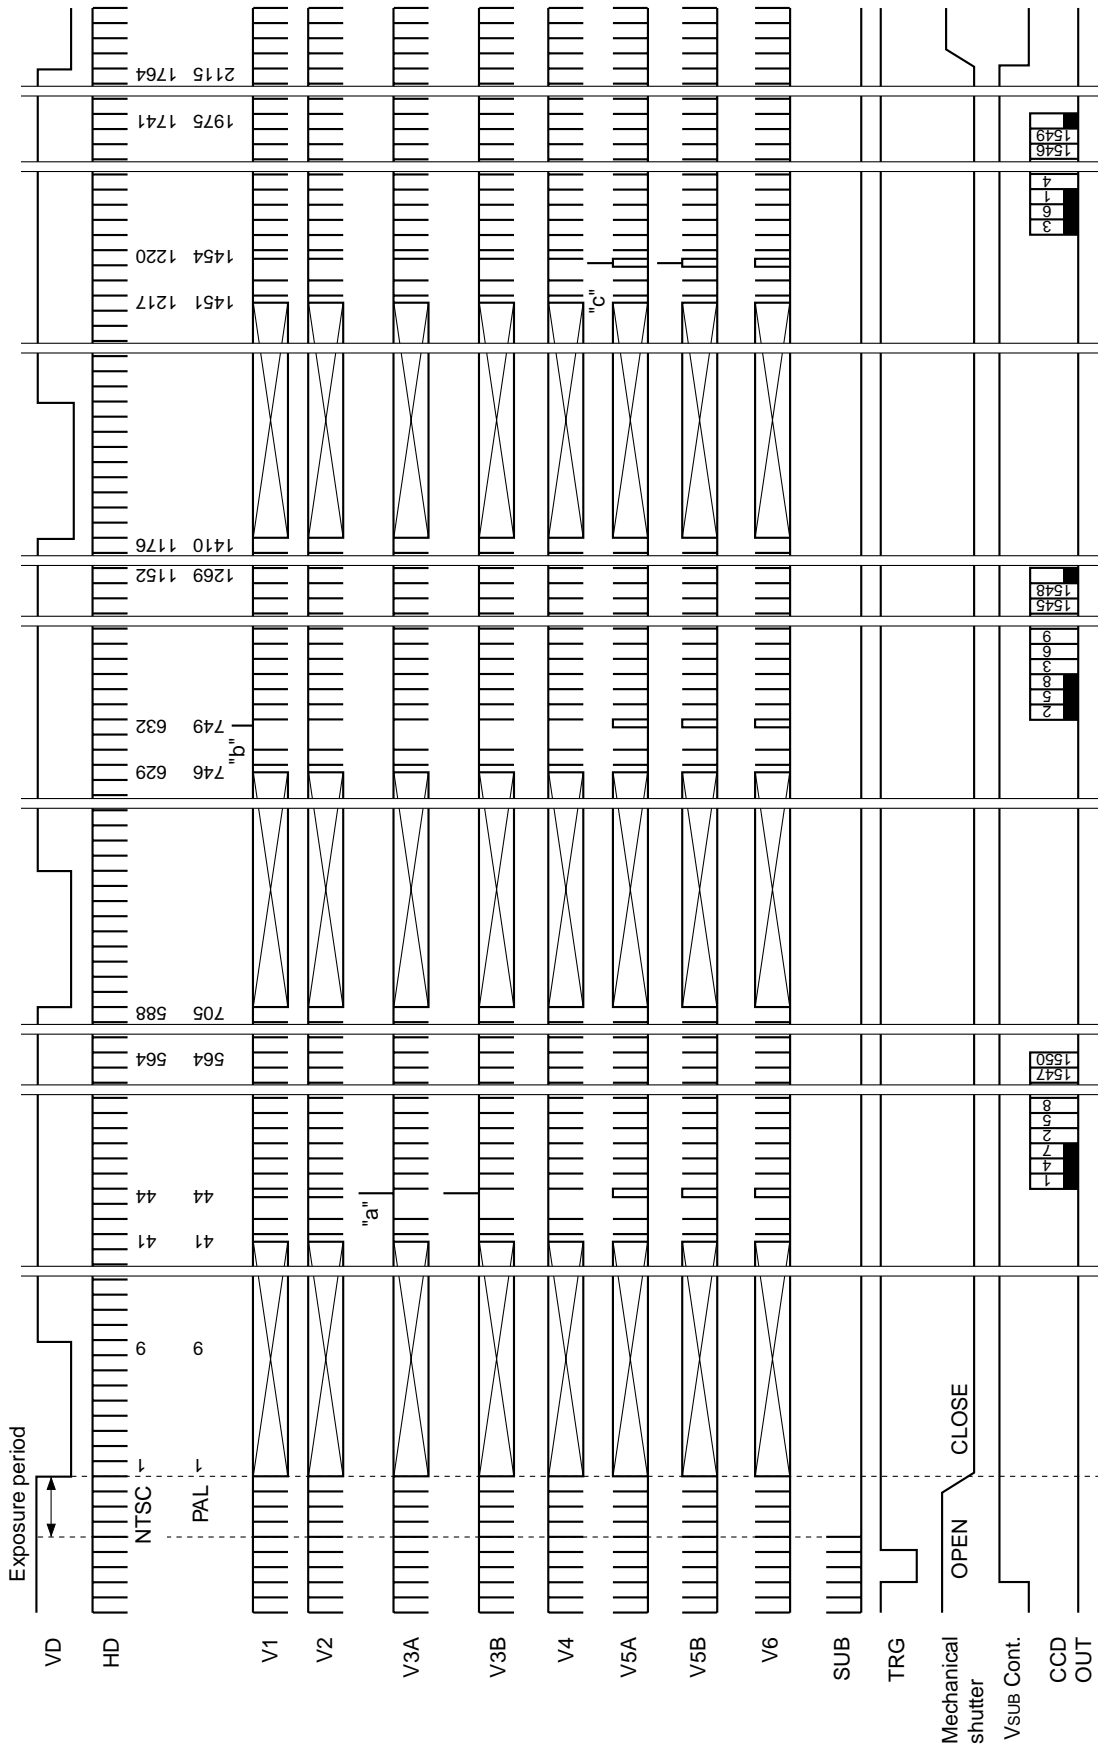 Exposure period
VD
HD
NTSC 1 9 41 44 564 588 629 632 1152 1176 1217 1220 1741 1764
PAL 1 9 41 44 564 705 746 749 1269 1410 1451 1454 1975 2115
"b"
V1
V2
"a"
V3A
V3B
V4
"c"
V5A
V5B
V6
SUB
TRG
Mechanical
shutter
OPEN CLOSE
VSUB Cont.
CCD
OUT
1 4 7 2 5 8 1547 1550
2 5 8 3 6 9 1545 1548
3 6 1 4 1546 1549